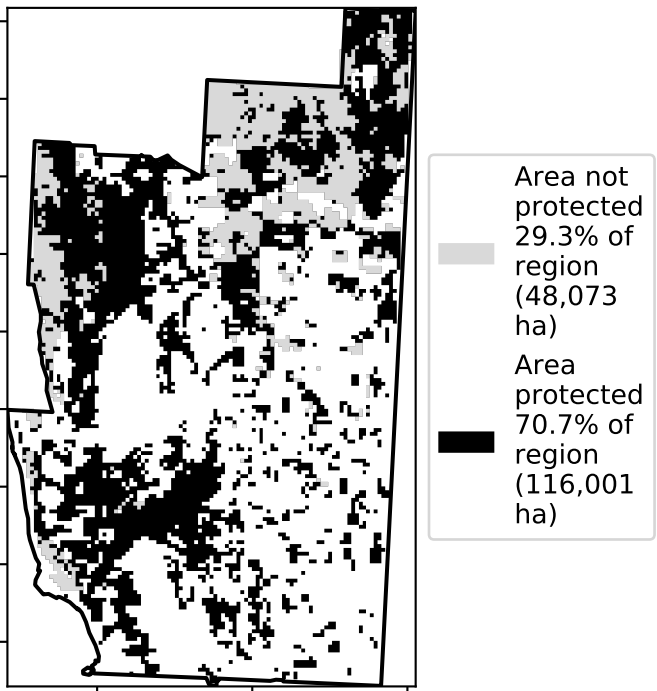 Area not
protected
29.3% of
region
(48,073
ha)
Area
protected
70.7% of
region
(116,001
ha)